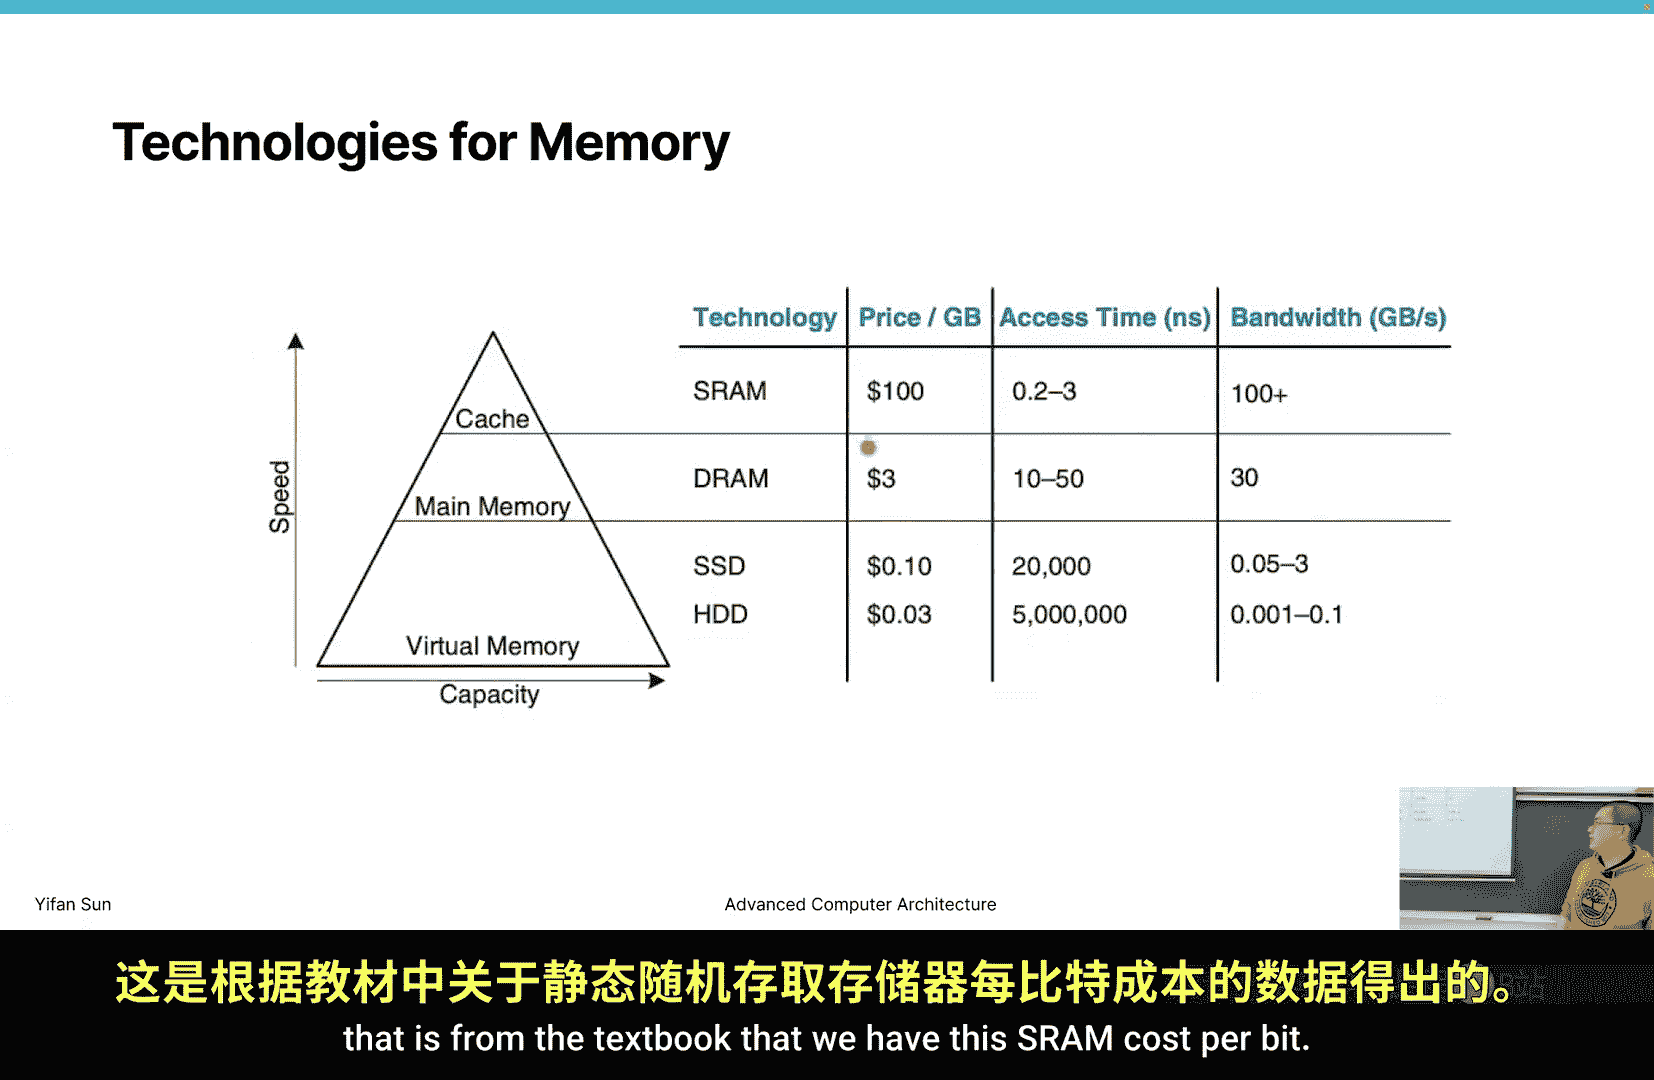 Technologies for Memory
Technology Price / GB Access Time (ns) Bandwidth (GB/s)
SRAM $100 0.2–3 100+
Cache
DRAM $3 10–50 30
Main Memory
Speed
SSD $0.10 20,000 0.05–3
HDD $0.03 5,000,000 0.001–0.1
Virtual Memory
Capacity
Yifan Sun
Advanced Computer Architecture
这是根据教材中关于静态随机存取存储器每比特成本的数据得出的。
that is from the textbook that we have this SRAM cost per bit.